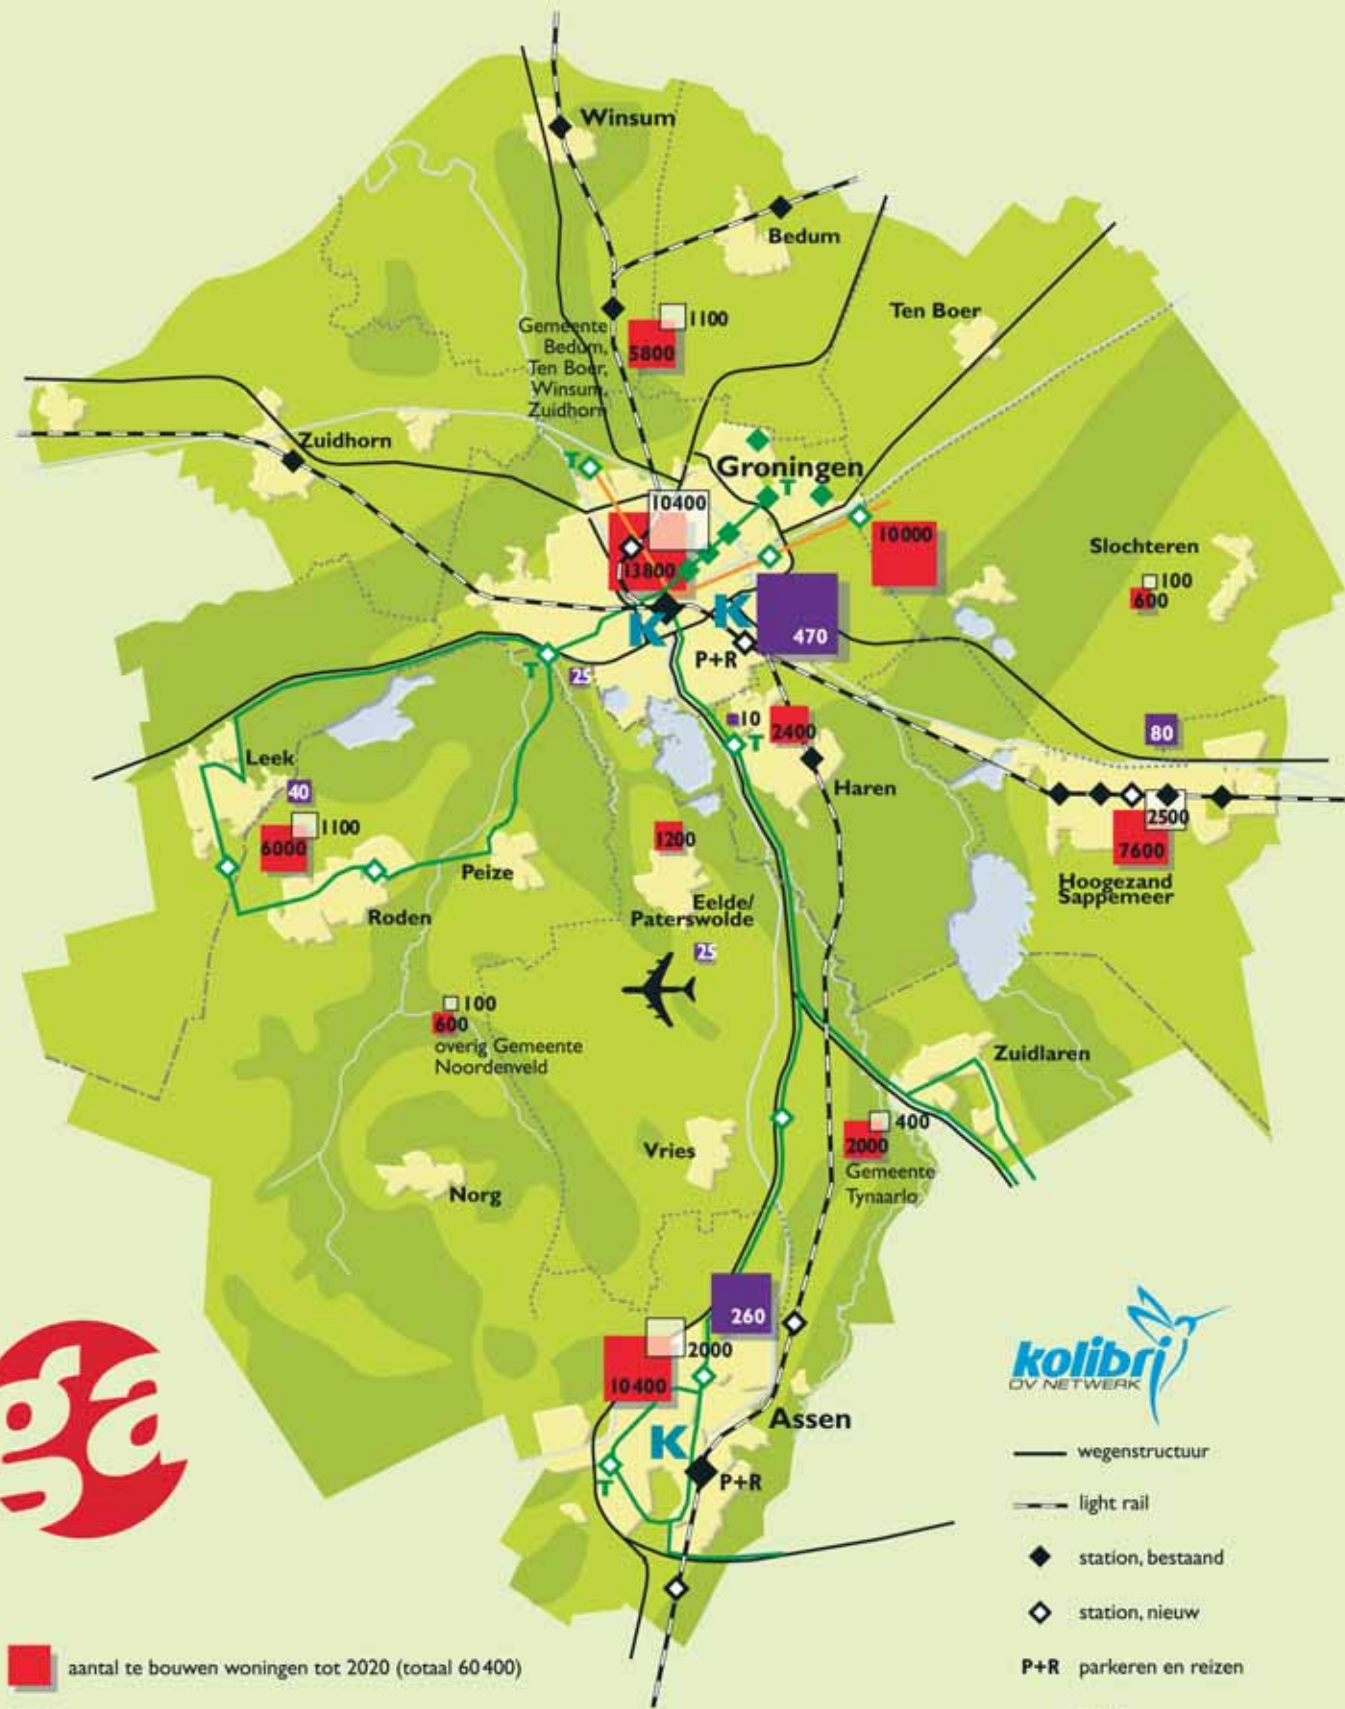 Winsum
Bedum
1100
5800
Gemeente
Bedum,
Ten Boer,
Winsum,
Zuidhorn
Ten Boer
Zuidhorn
T
Groningen
T
10400
13800
10000
Slochteren
100
600
K
K
470
P+R
T
25
10
2400
T
80
Leek
40
Haren
1100
6000
1200
2500
7600
Peize
Hoogezand
Sappemeer
Roden
Eelde/
Paterswolde
25
100
600
overig Gemeente
Noordenveld
Zuidlaren
400
2000
Gemeente
Tynaarlo
Vries
Norg
260
2000
10400
Assen
K
T
P+R
ga
kolibri
OV NETWERK
wegenstructuur
light rail
station, bestaand
station, nieuw
P+R parkeren en reizen
aantal te bouwen woningen tot 2020 (totaal 60400)